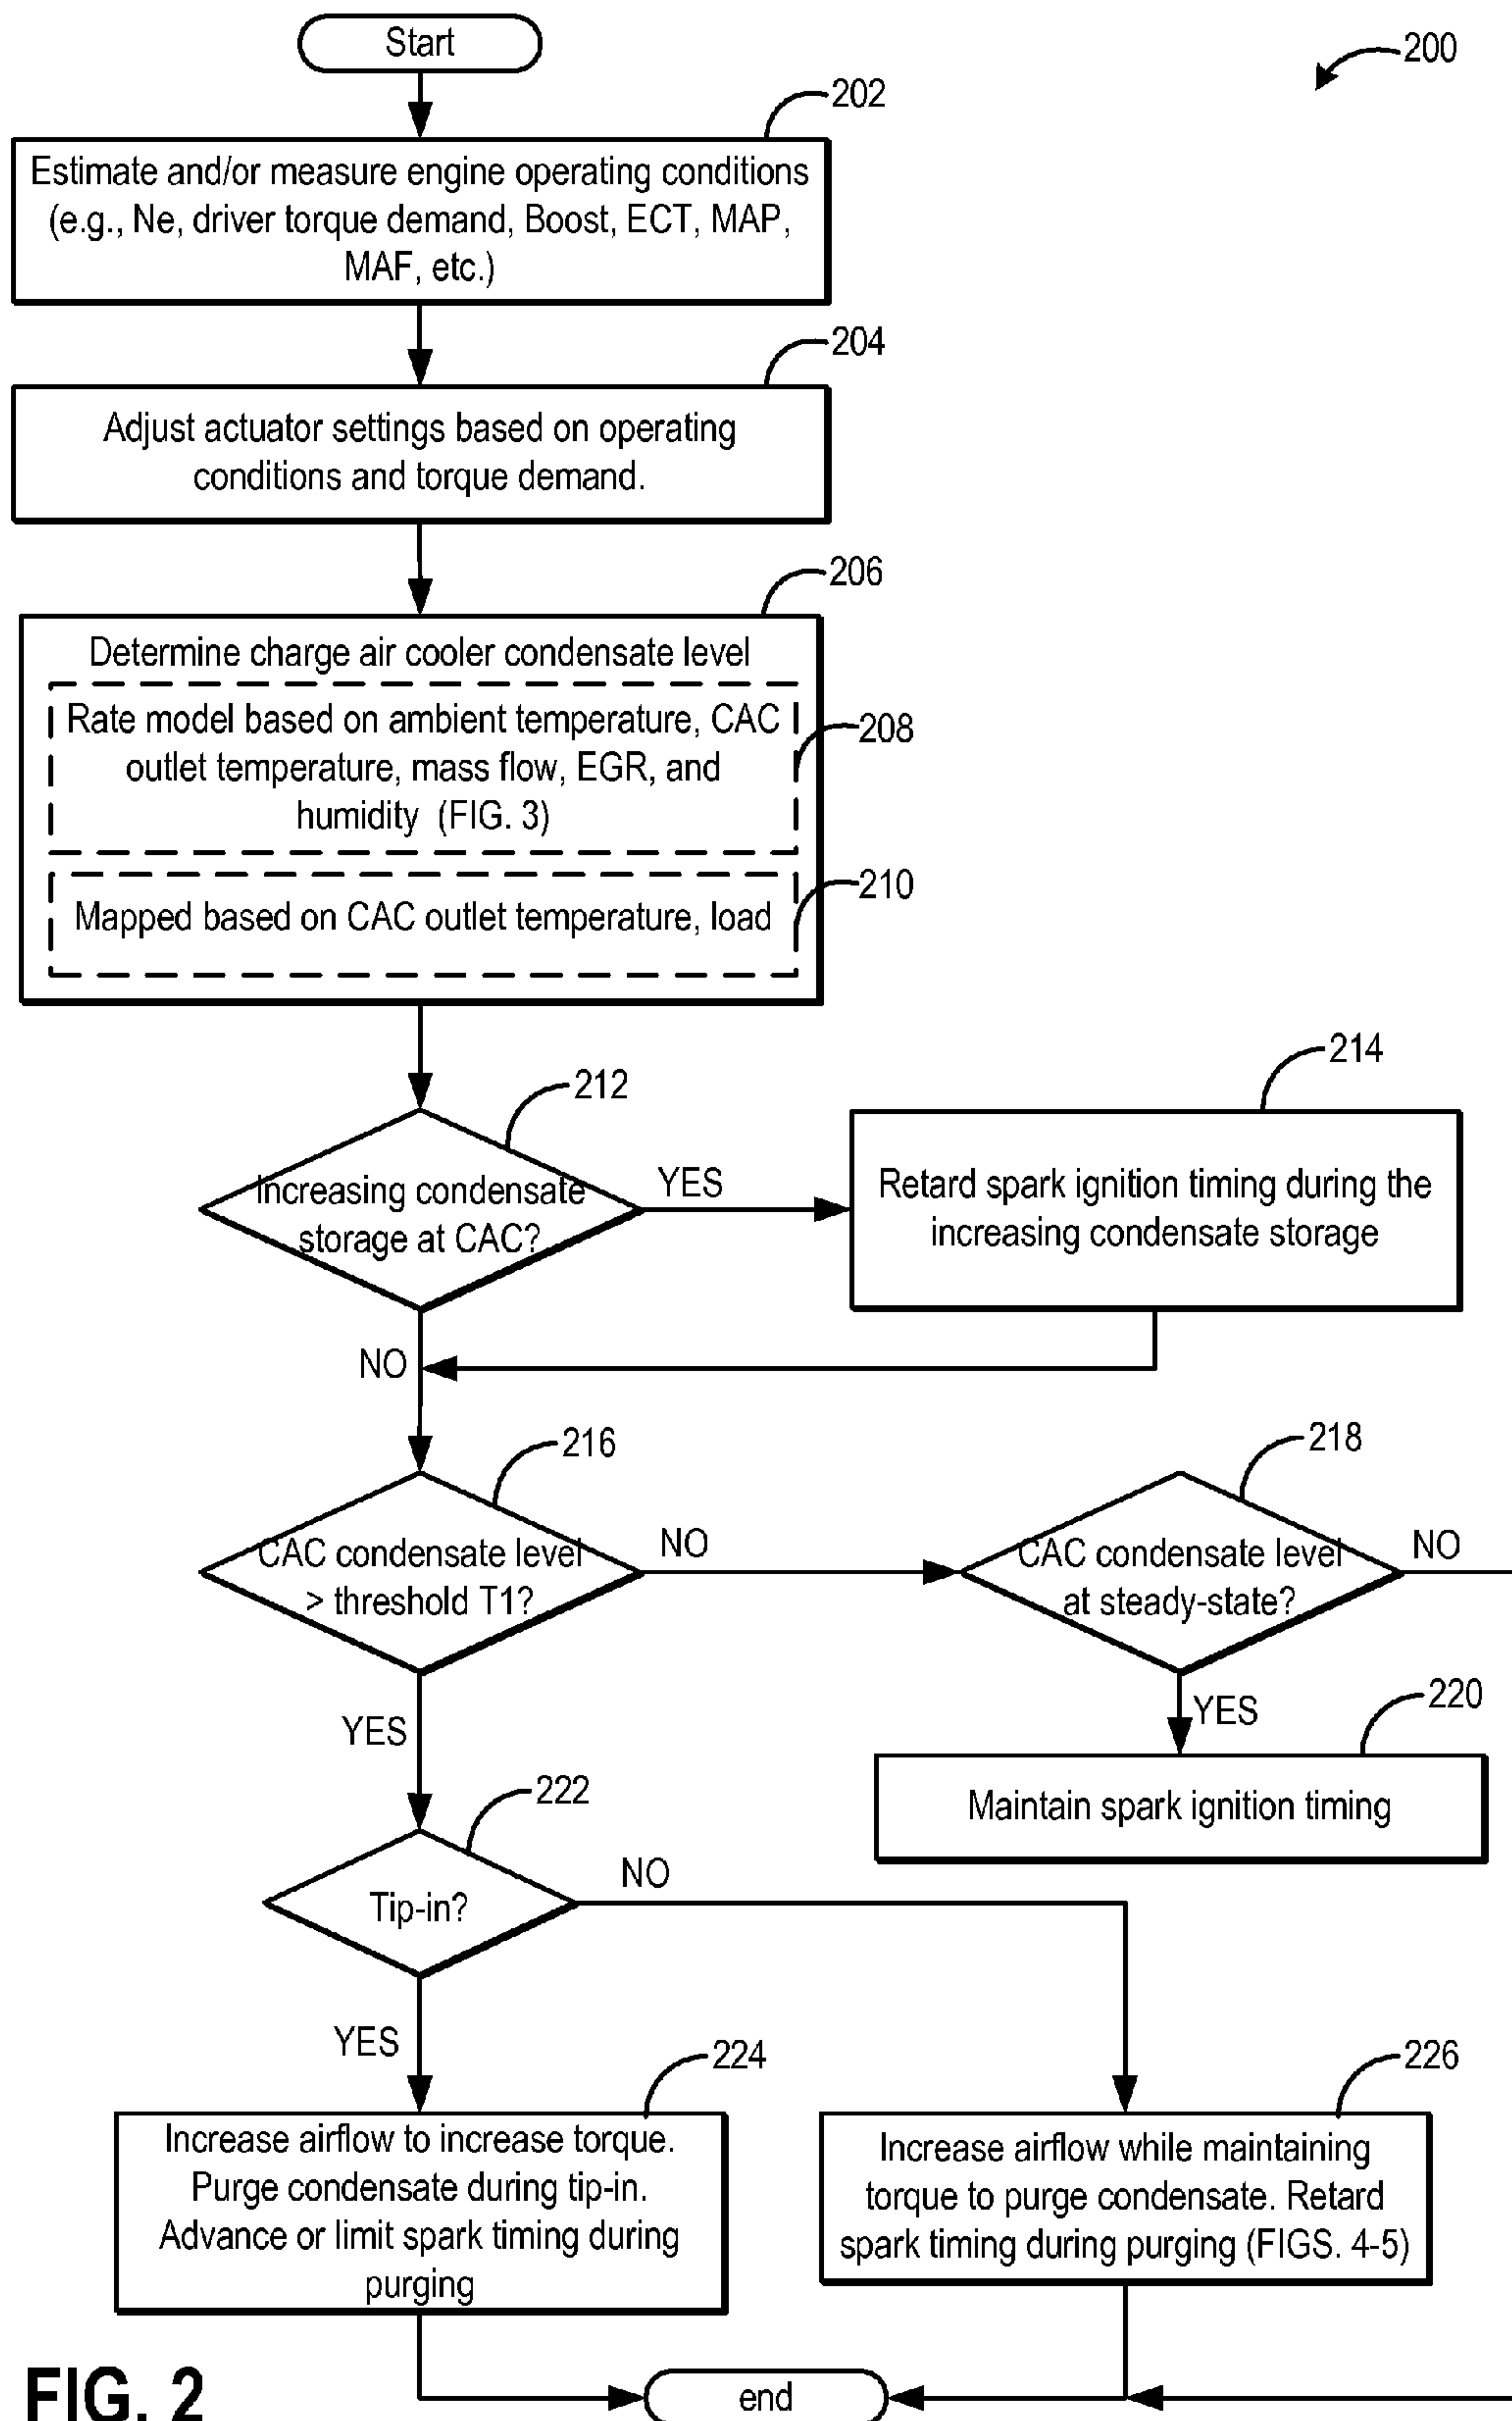 Start
200
202
Estimate and/or measure engine operating conditions
(e.g., Ne, driver torque demand, Boost, ECT, MAP,
MAF, etc.)
204
Adjust actuator settings based on operating
conditions and torque demand.
206
Determine charge air cooler condensate level
Rate model based on ambient temperature, CAC
outlet temperature, mass flow, EGR, and
humidity (FIG. 3)
208
210
Mapped based on CAC outlet temperature, load
212
Increasing condensate
storage at CAC?
YES
214
Retard spark ignition timing during the
increasing condensate storage
NO
216
CAC condensate level
> threshold T1?
NO
218
CAC condensate level
at steady-state?
NO
YES
YES
220
Maintain spark ignition timing
222
Tip-in?
NO
YES
224
Increase airflow to increase torque.
Purge condensate during tip-in.
Advance or limit spark timing during
purging
226
Increase airflow while maintaining
torque to purge condensate. Retard
spark timing during purging (FIGS. 4-5)
end
FIG. 2